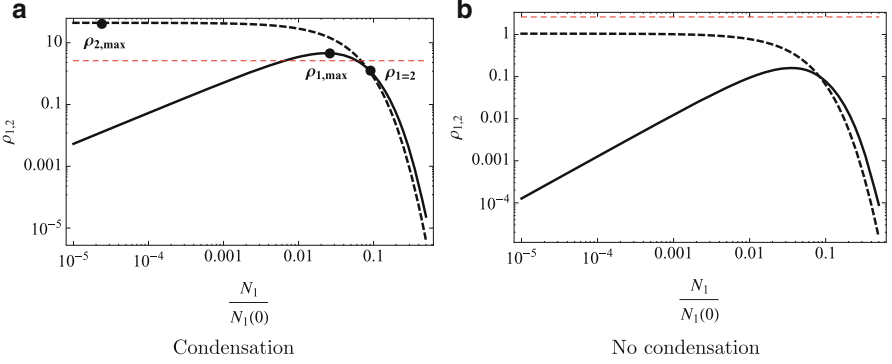 a
10
0.1
0.001
10⁻⁵
ρ₁,₂
ρ₂,max
ρ₁,max
ρ₁₌₂
10⁻⁵ 10⁻⁴ 0.001 0.01 0.1
N₁
N₁(0)
Condensation
b
1
0.1
0.01
0.001
10⁻⁴
ρ₁,₂
10⁻⁵ 10⁻⁴ 0.001 0.01 0.1
N₁
N₁(0)
No condensation